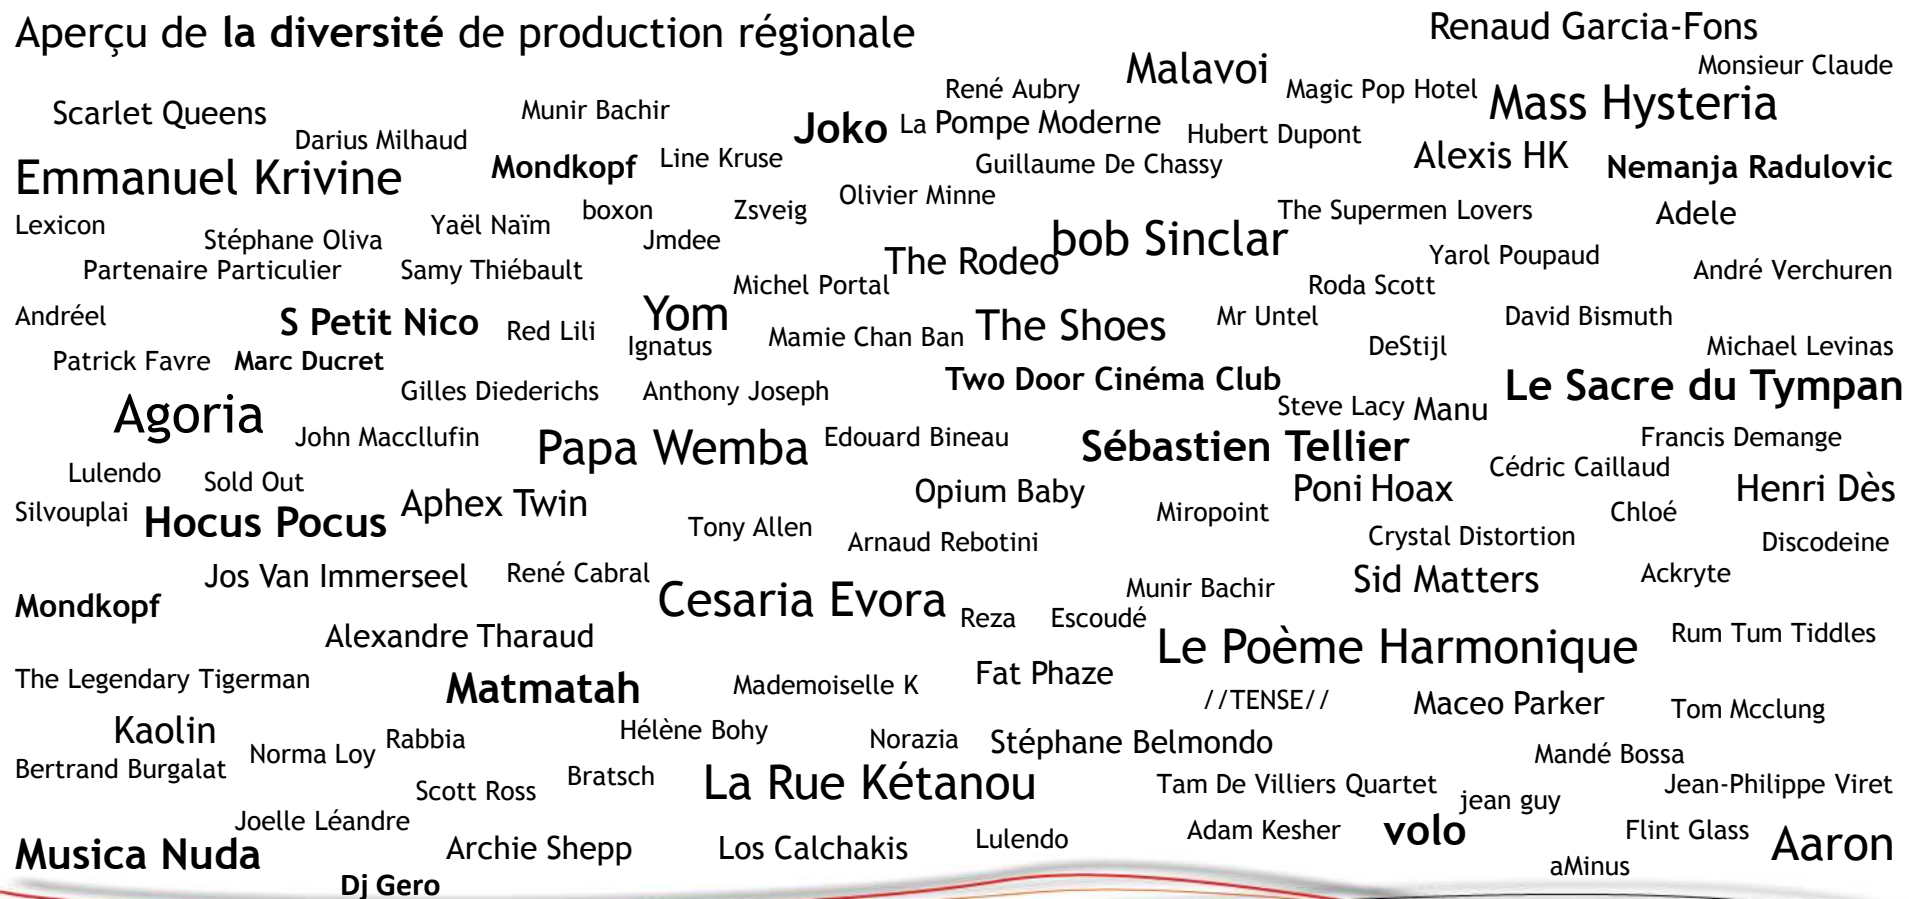 Aperçu de la diversité de production régionale
Renaud Garcia-Fons
Malavoi
Monsieur Claude
René Aubry
Magic Pop Hotel
Mass Hysteria
Scarlet Queens
Munir Bachir
Joko
La Pompe Moderne
Hubert Dupont
Darius Milhaud
Emmanuel Krivine
Mondkopf
Line Kruse
Guillaume De Chassy
Alexis HK
Nemanja Radulovic
Olivier Minne
Lexicon
Stéphane Oliva
Yaël Naïm
boxon
Zsveig
The Supermen Lovers
Adele
Jmdee
bob Sinclar
The Rodeo
Yarol Poupaud
Partenaire Particulier
Samy Thiébault
Michel Portal
Roda Scott
André Verchuren
Andréel
S Petit Nico
Red Lili
Yom
Ignatus
Mamie Chan Ban
The Shoes
Mr Untel
David Bismuth
DeStijl
Michael Levinas
Patrick Favre
Marc Ducret
Gilles Diederichs
Anthony Joseph
Two Door Cinéma Club
Le Sacre du Tympan
Steve Lacy
Manu
Agoria
John Maccllufin
Papa Wemba
Edouard Bineau
Sébastien Tellier
Francis Demange
Lulendo
Sold Out
Cédric Caillaud
Silvouplai
Hocus Pocus
Aphex Twin
Opium Baby
Poni Hoax
Henri Dès
Tony Allen
Miropoint
Chloé
Arnaud Rebotini
Crystal Distortion
Discodeine
Jos Van Immerseel
René Cabral
Cesaria Evora
Munir Bachir
Sid Matters
Ackryte
Mondkopf
Reza
Escoudé
Alexandre Tharaud
Le Poème Harmonique
Rum Tum Tiddles
The Legendary Tigerman
Matmatah
Mademoiselle K
Fat Phaze
//TENSE//
Maceo Parker
Tom Mcclung
Kaolin
Norma Loy
Rabbia
Hélène Bohy
Norazia
Stéphane Belmondo
Mandé Bossa
Bertrand Burgalat
Scott Ross
Bratsch
La Rue Kétanou
Tam De Villiers Quartet
jean guy
Jean-Philippe Viret
Joelle Léandre
Musica Nuda
Archie Shepp
Los Calchakis
Lulendo
Adam Kesher
volo
Flint Glass
Aaron
aMinus
Dj Gero